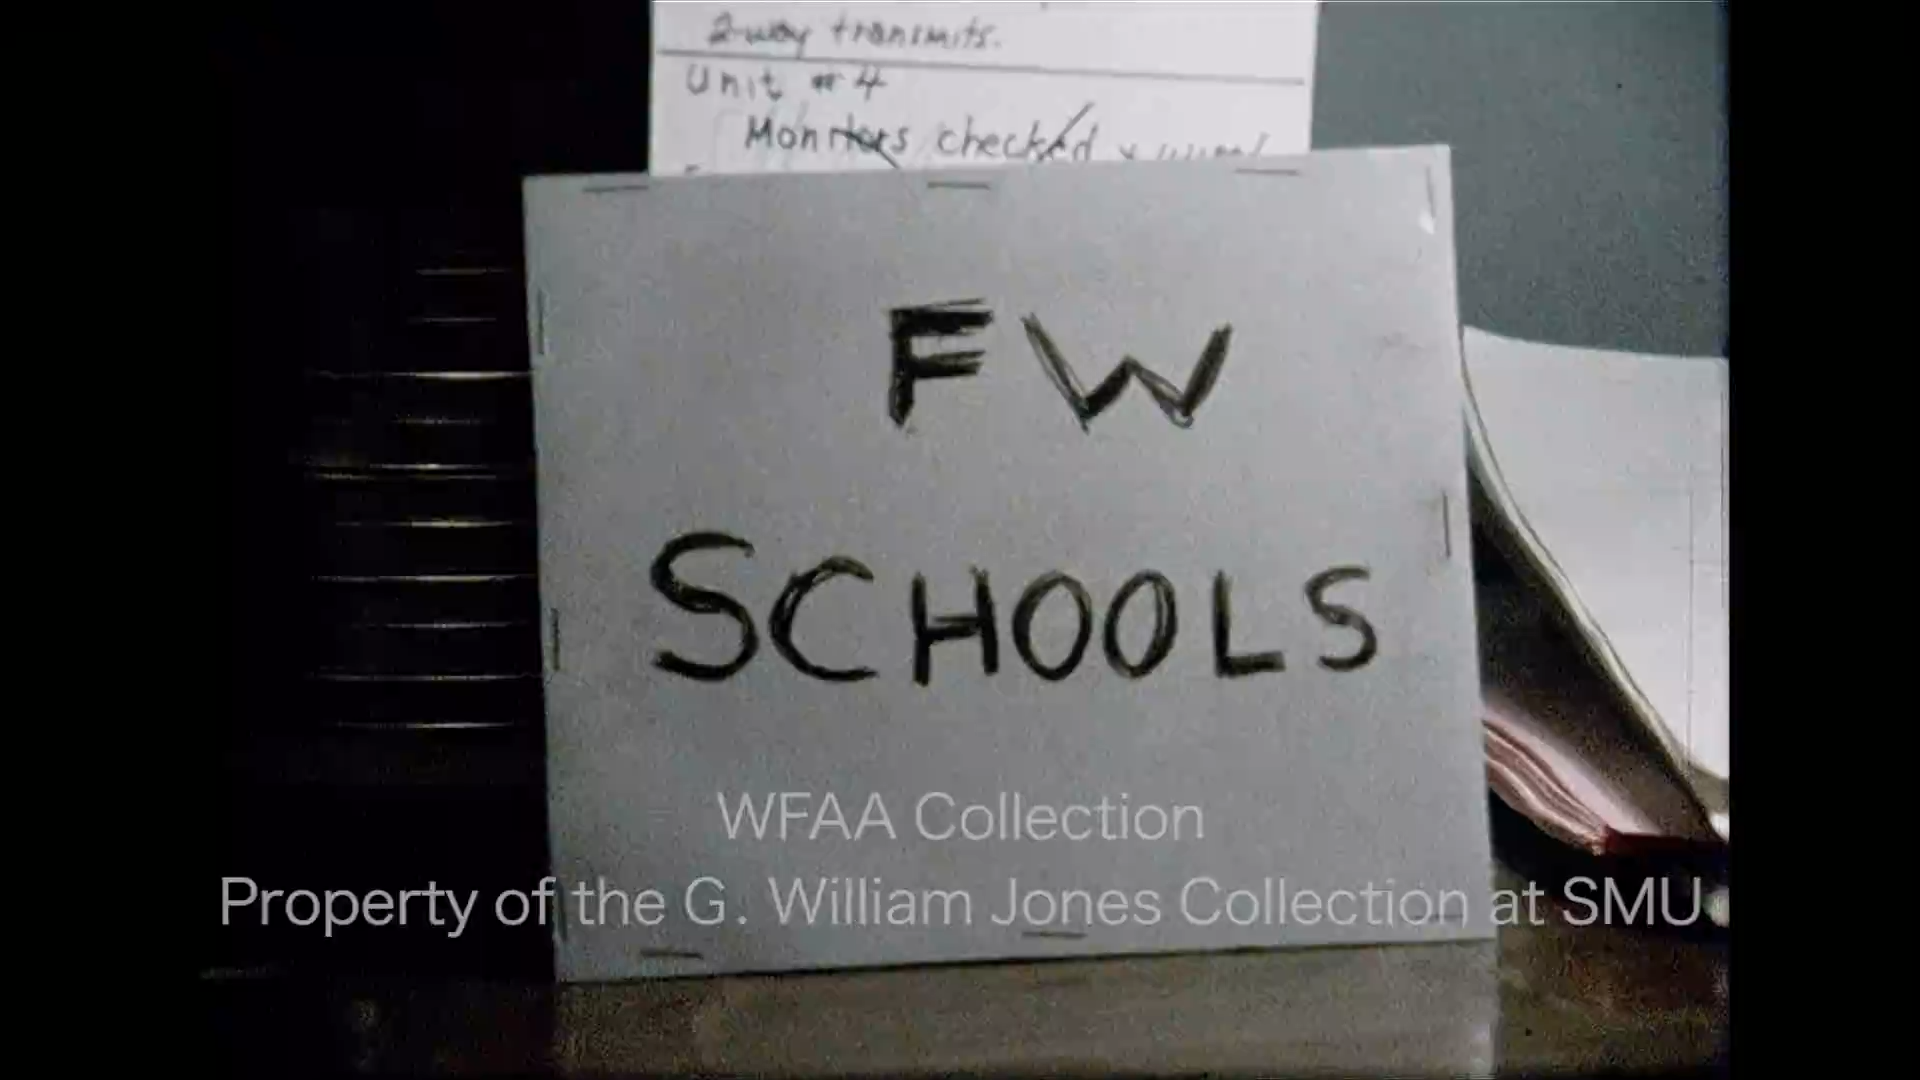 2-way transmits.
Unit #4
Monitors checked
FW
SCHOOLS
WFAA Collection
Property of the G. William Jones Collection at SMU